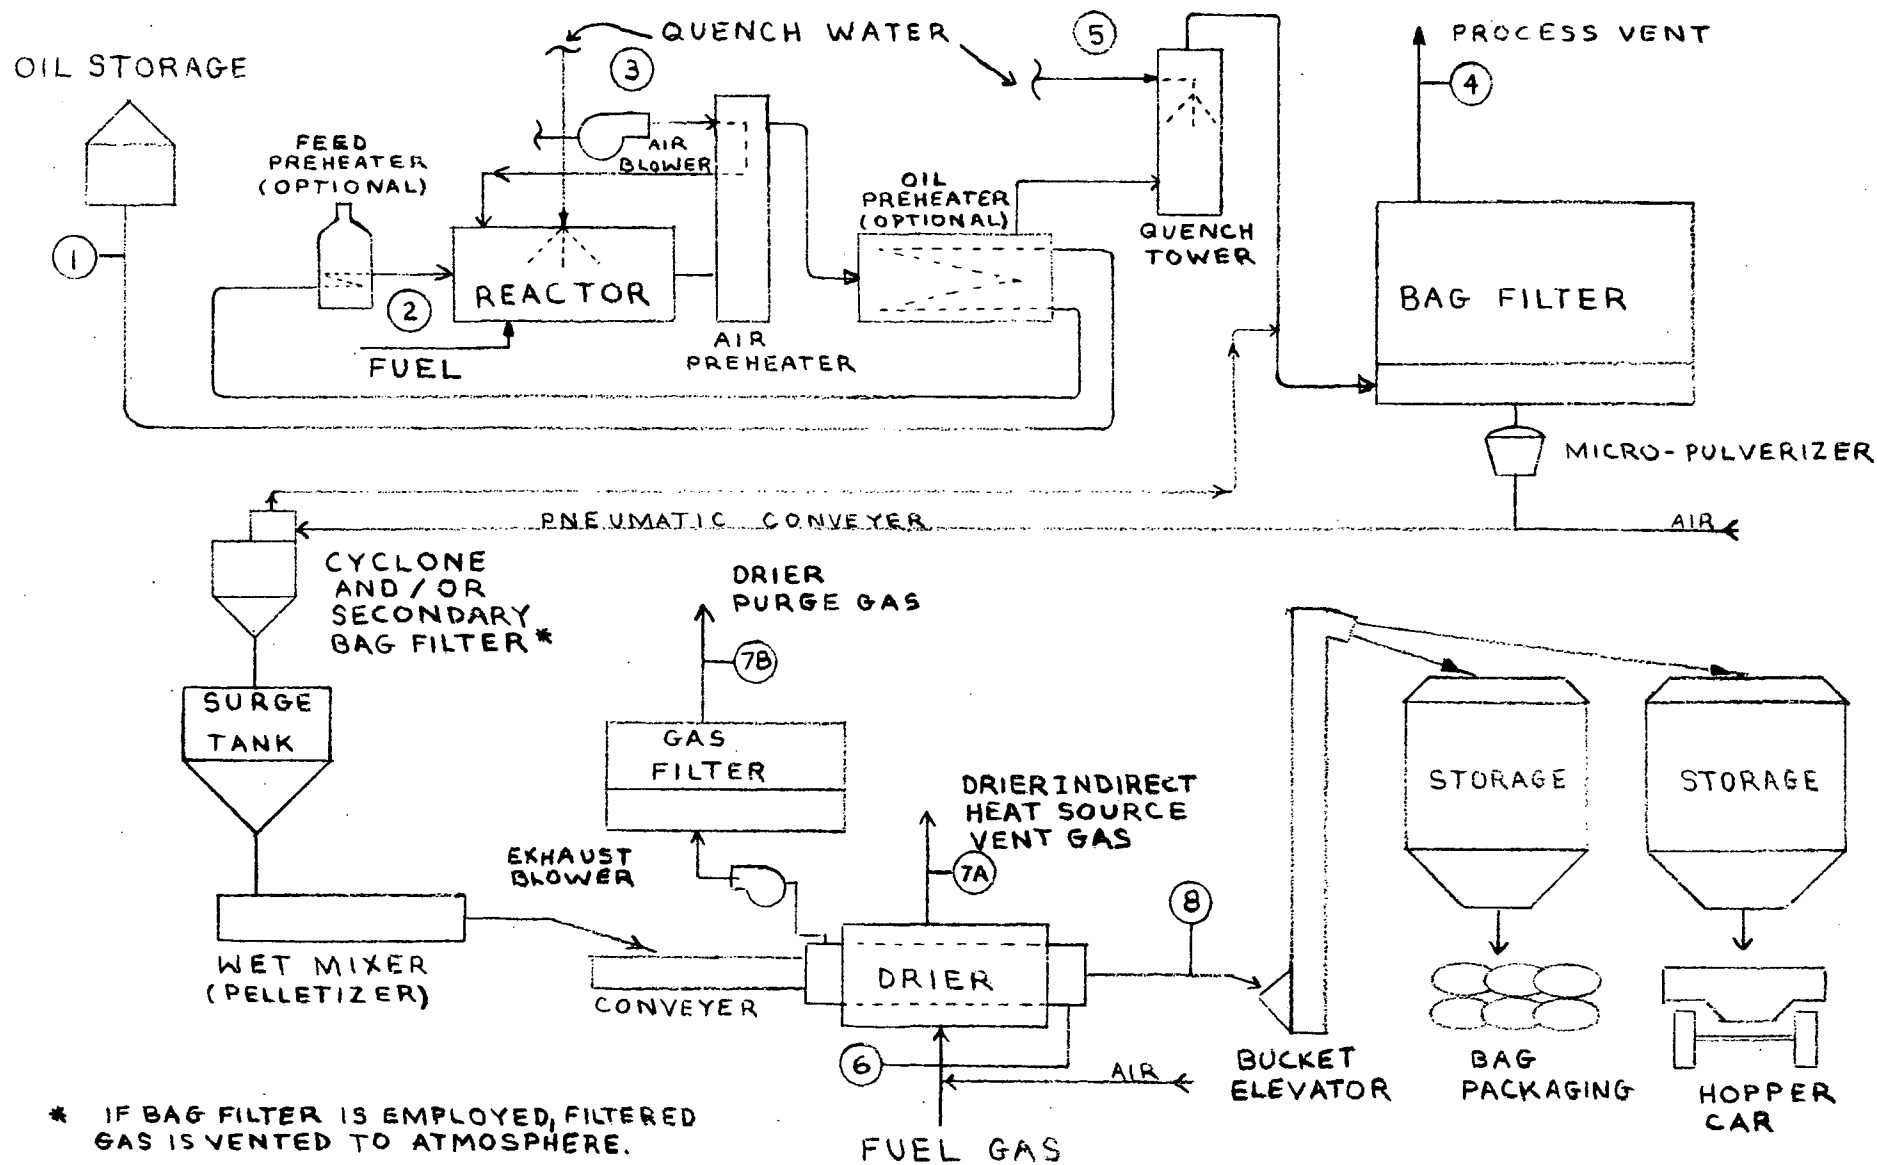 QUENCH WATER
3
5
PROCESS VENT
4
OIL STORAGE
FEED
PREHEATER
(OPTIONAL)
AIR
BLOWER
OIL
PREHEATER
(OPTIONAL)
QUENCH
TOWER
1
2
REACTOR
FUEL
AIR
PREHEATER
BAG FILTER
MICRO-PULVERIZER
PNEUMATIC CONVEYER
AIR
CYCLONE
AND/OR
SECONDARY
BAG FILTER*
DRIER
PURGE GAS
7B
SURGE
TANK
GAS
FILTER
DRIER INDIRECT
HEAT SOURCE
VENT GAS
7A
STORAGE
STORAGE
EXHAUST
BLOWER
8
WET MIXER
(PELLETIZER)
CONVEYER
DRIER
6
AIR
BUCKET
ELEVATOR
BAG
PACKAGING
HOPPER
CAR
* IF BAG FILTER IS EMPLOYED, FILTERED
GAS IS VENTED TO ATMOSPHERE.
FUEL GAS